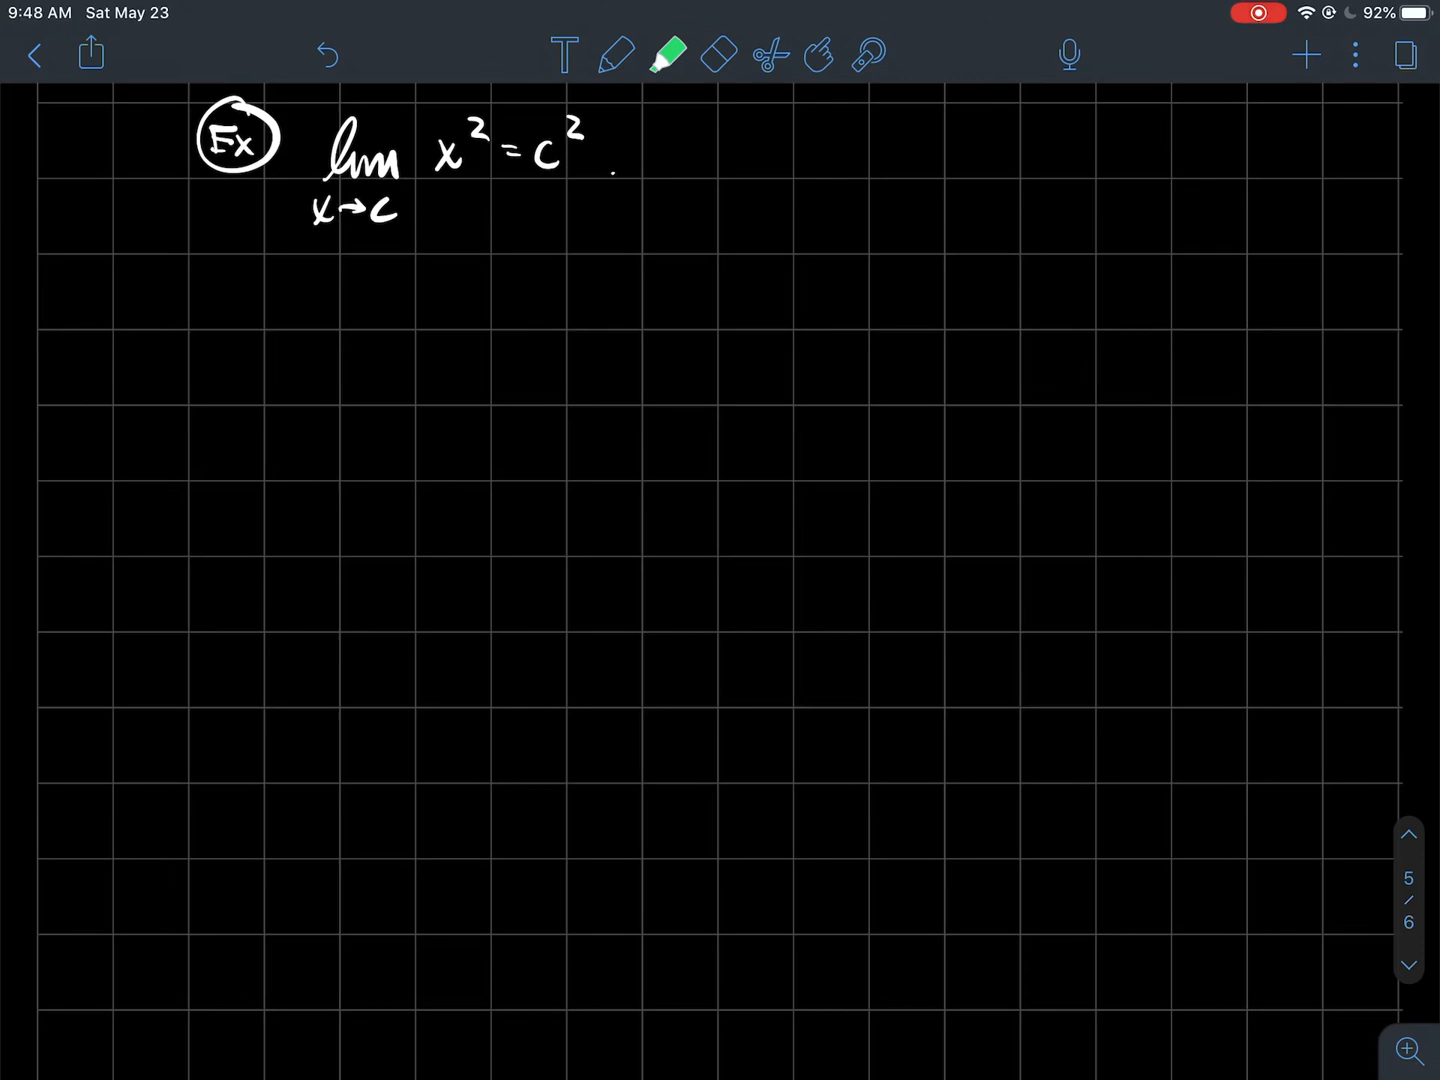 9:48 AM Sat May 23 92%
T
Ex lim x² = c² .
x→c
5
/
6